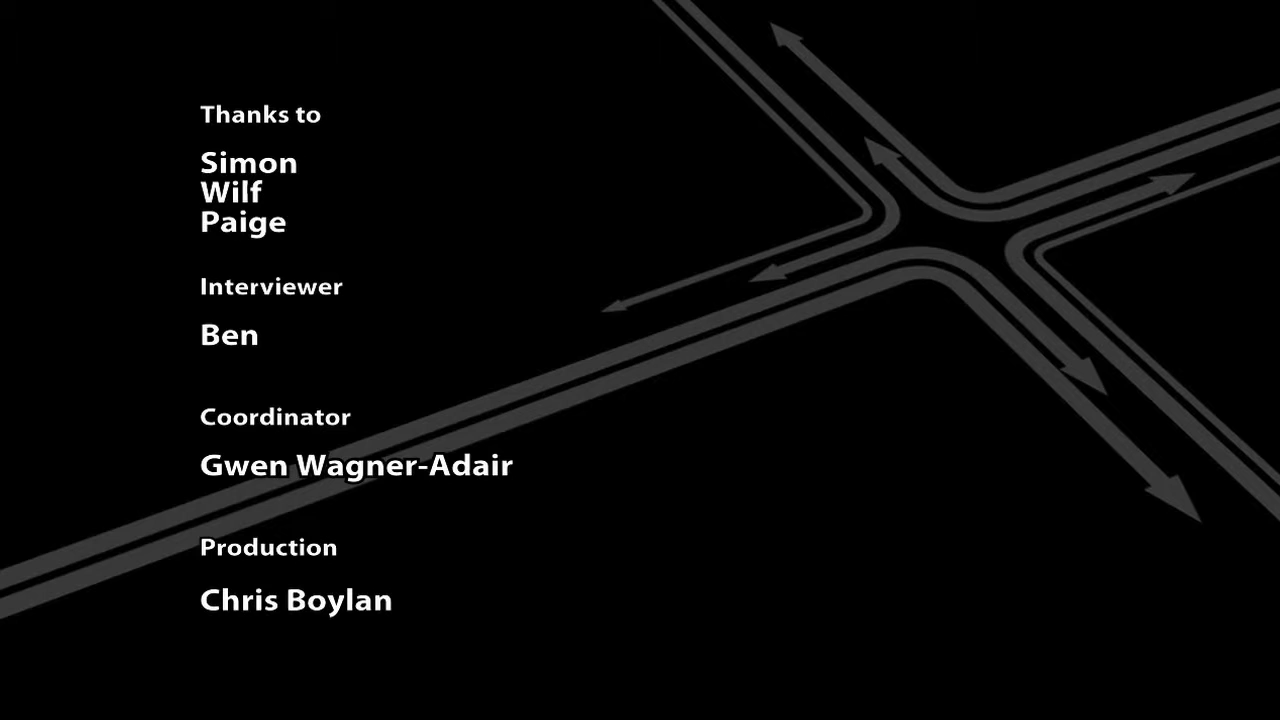 Thanks to
Simon
Wilf
Paige
Interviewer
Ben
Coordinator
Gwen Wagner-Adair
Production
Chris Boylan